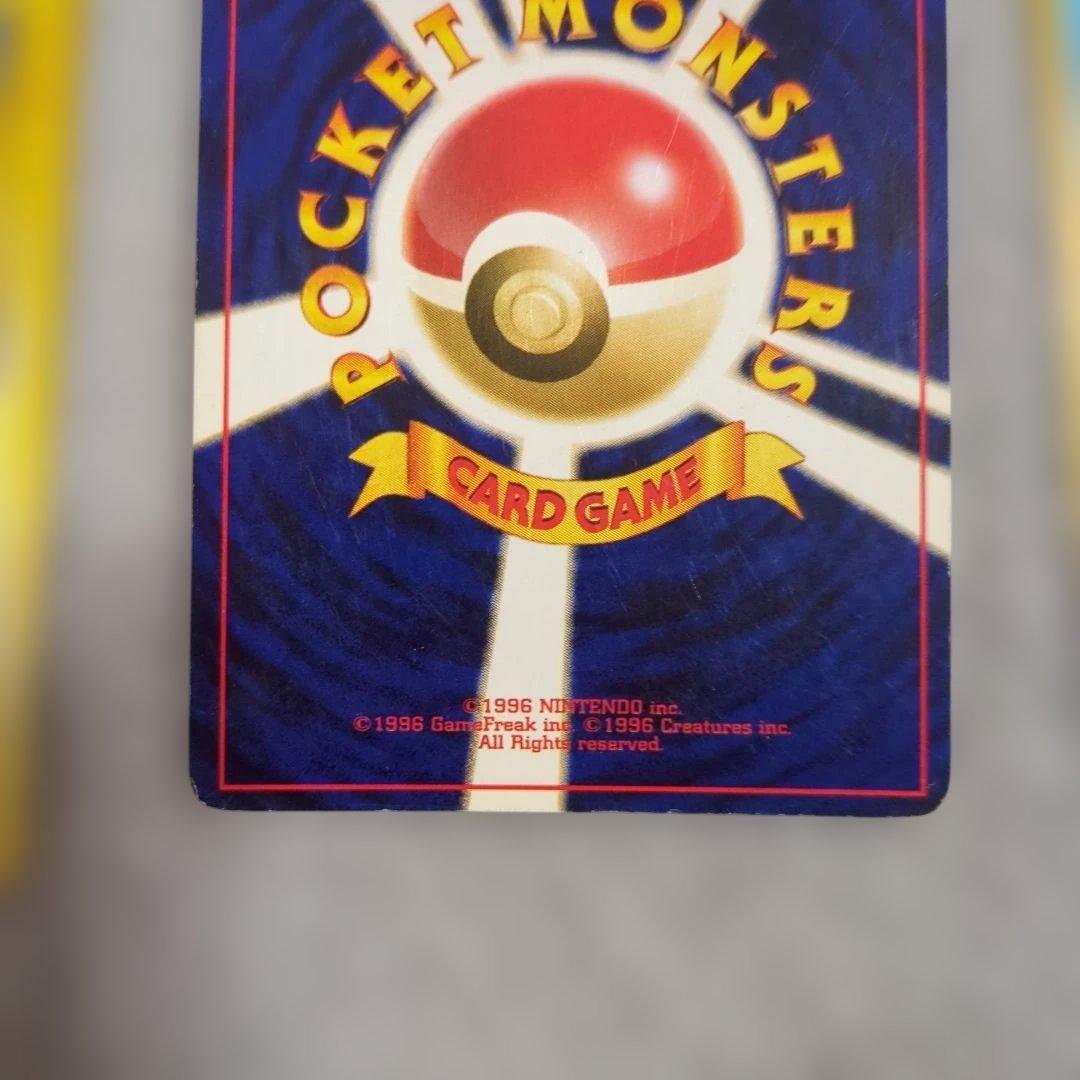 POCKET MONSTERS
CARD GAME
©1996 NINTENDO inc.
©1996 GameFreak inc. ©1996 Creatures inc.
All Rights reserved.